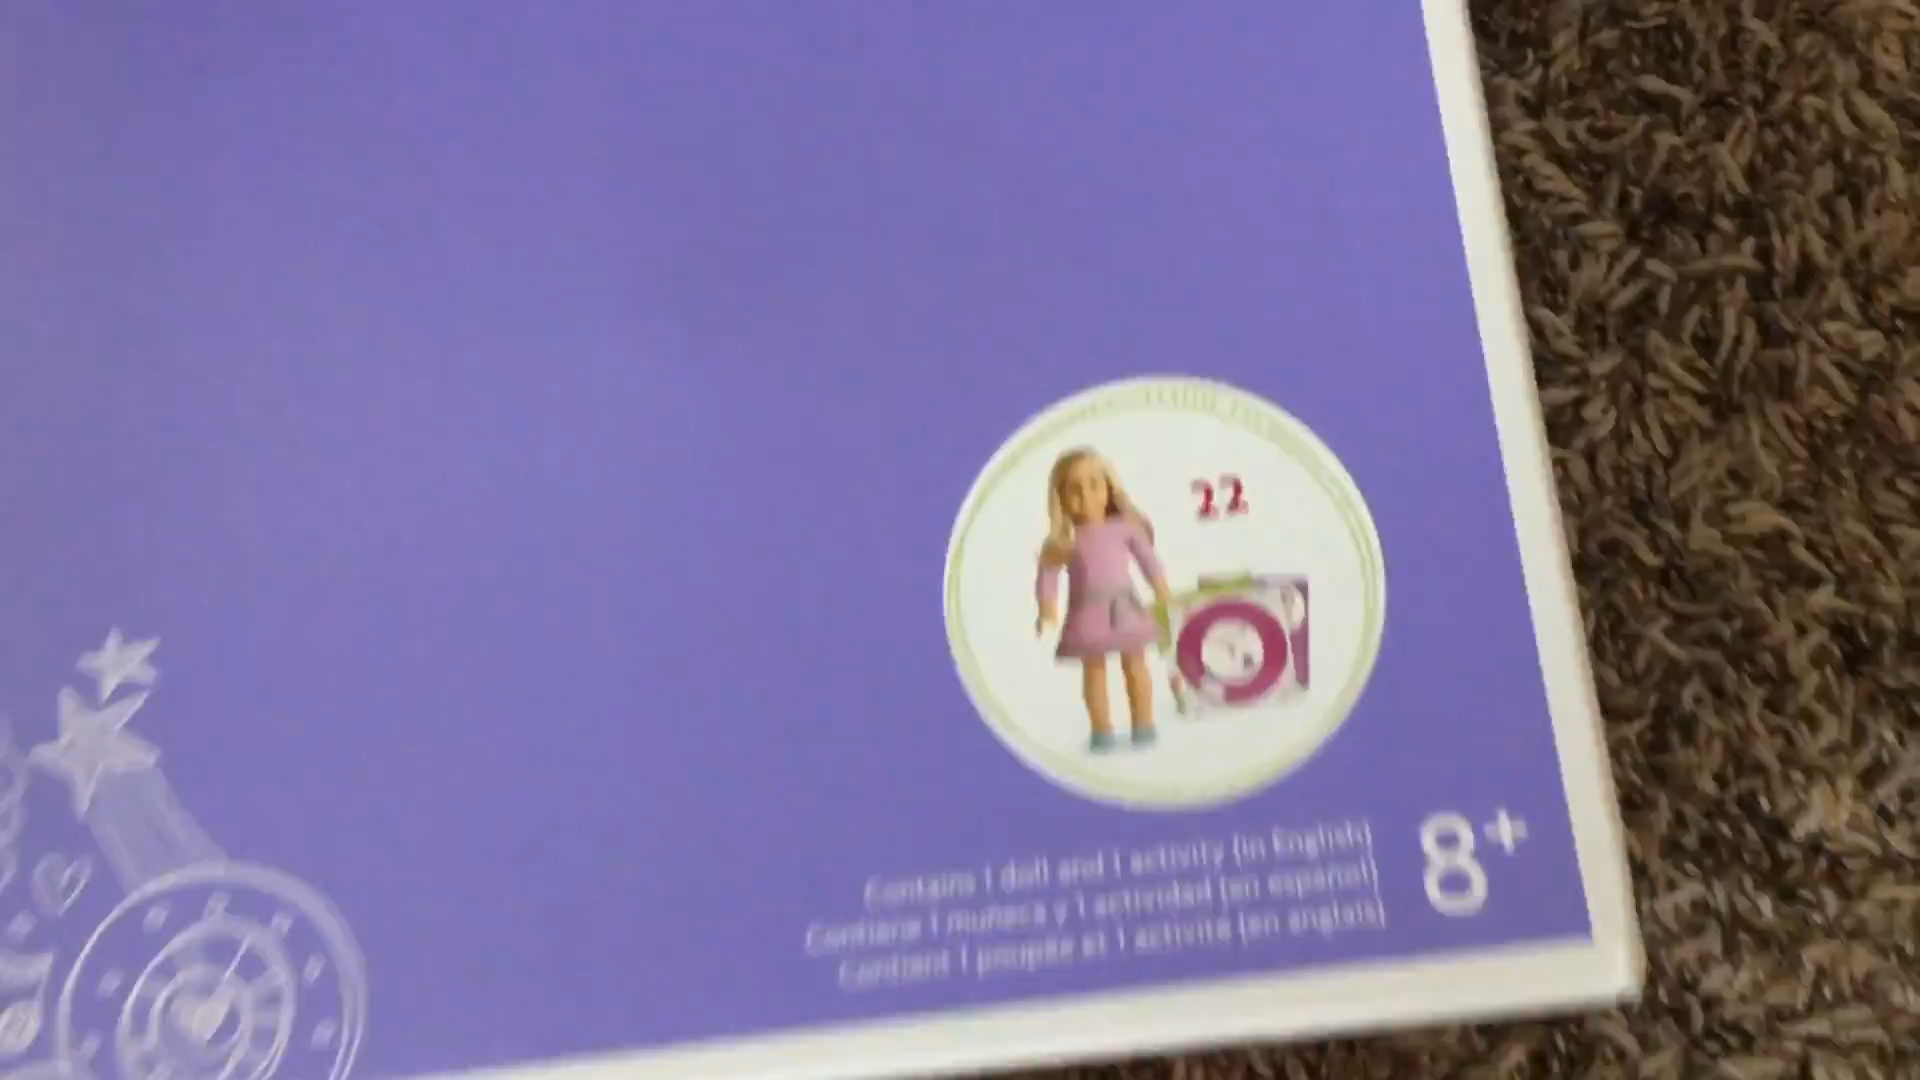 22
Contains 1 doll and 1 activity (in English)
Contiene 1 muñeca y 1 actividad (en español)
Contient 1 poupée et 1 activité (en anglais)
8+